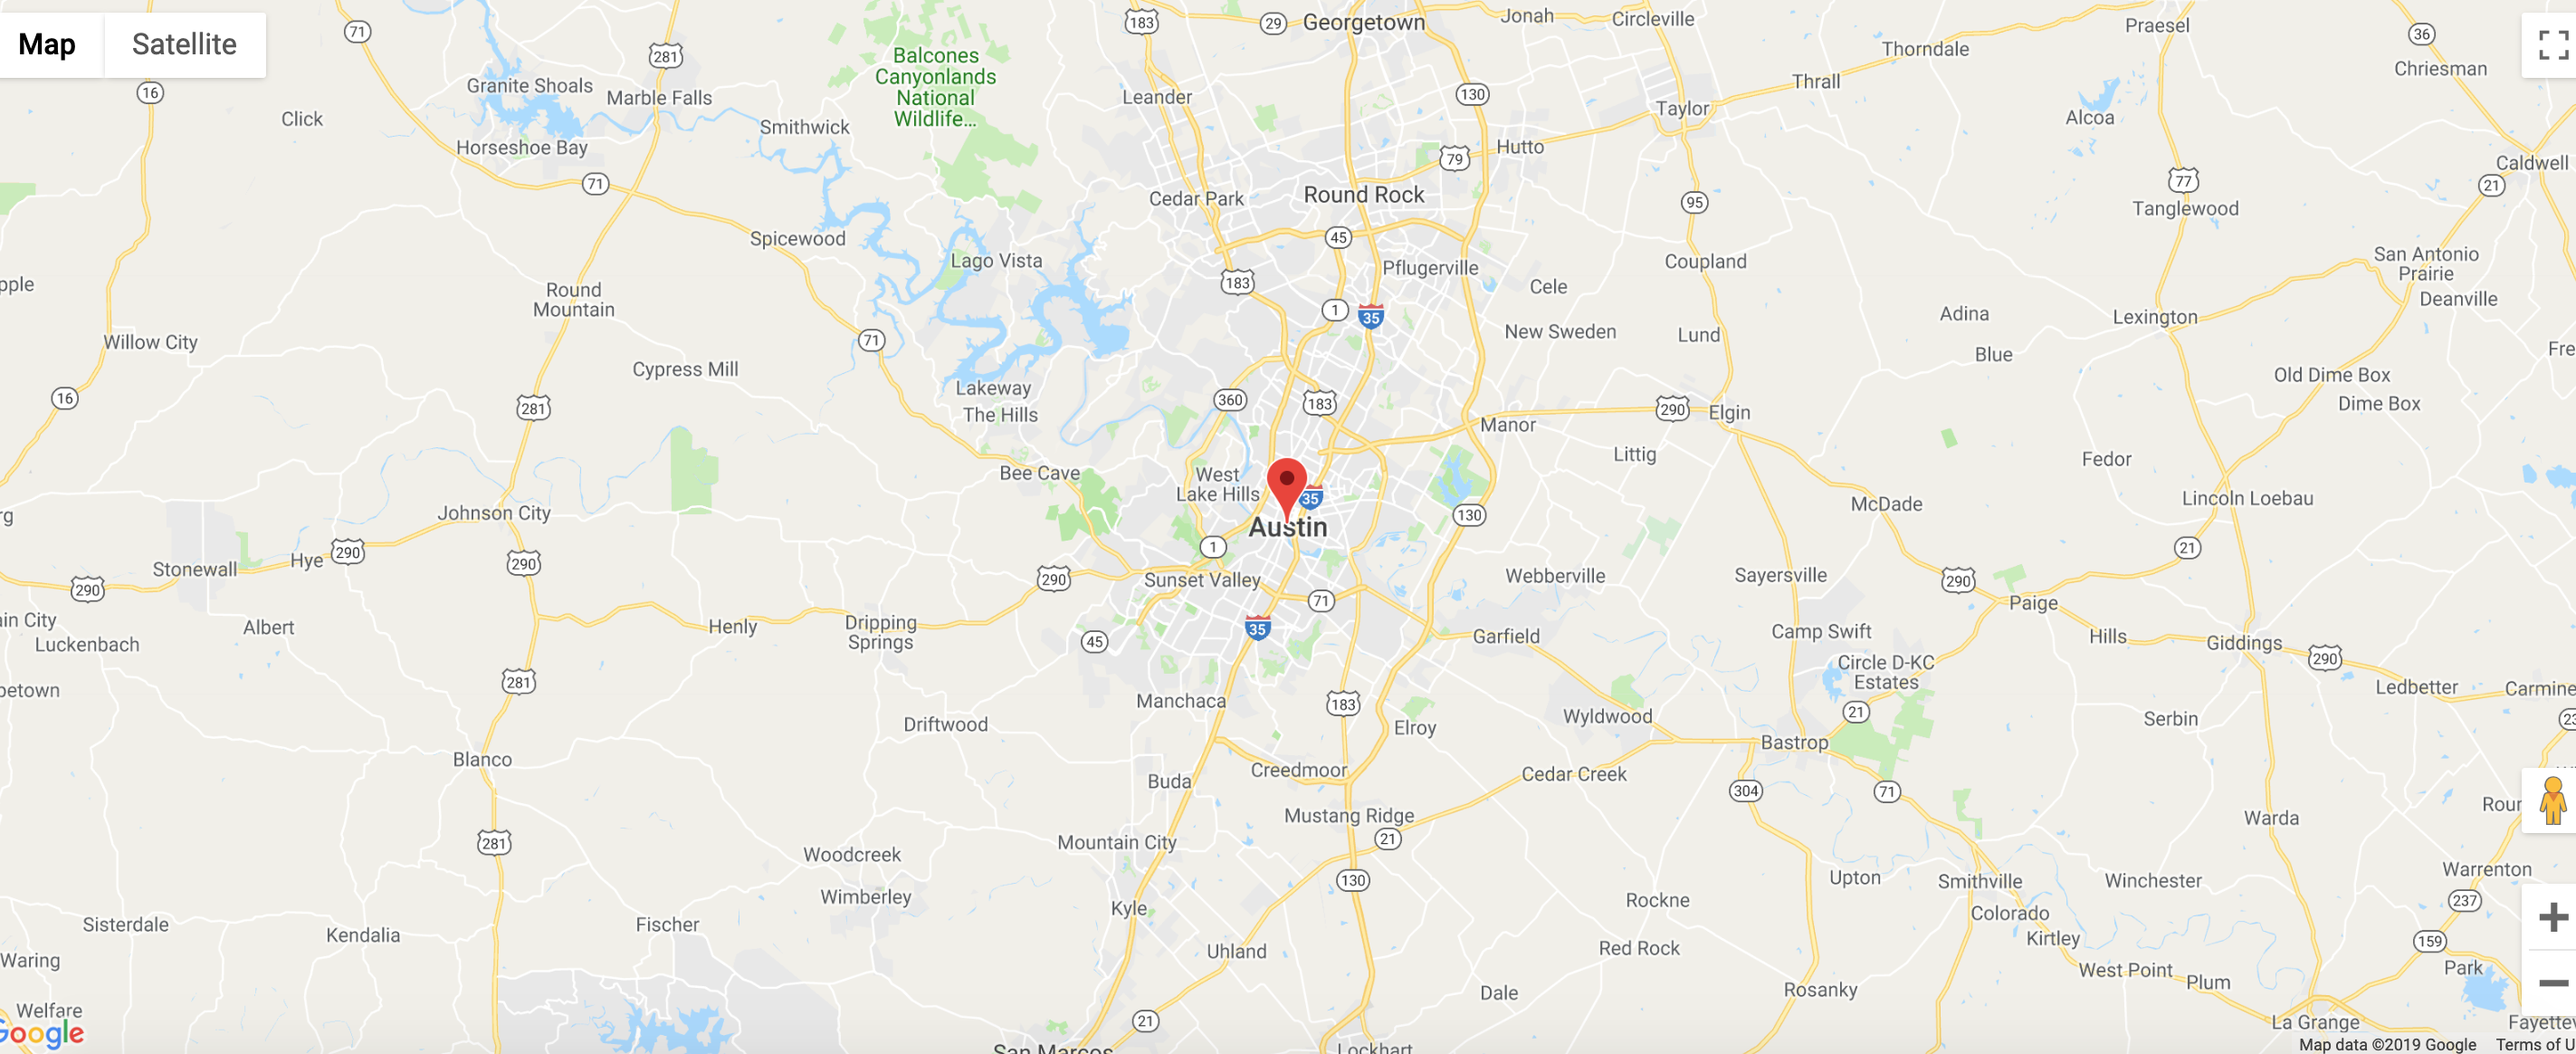 Map
Satellite
71
281
183
29
Georgetown
Jonah
Circleville
Praesel
36
Thorndale
Chriesman
Balcones
Canyonlands
National
Wildlife...
16
Granite Shoals
Marble Falls
Leander
130
Taylor
Thrall
Alcoa
Click
Smithwick
Horseshoe Bay
79
Hutto
Caldwell
71
Cedar Park
Round Rock
95
77
21
Tanglewood
Spicewood
45
Lago Vista
Pflugerville
Coupland
San Antonio
Prairie
183
Cele
Deanville
Round
Mountain
1
35
Adina
Lexington
Willow City
71
New Sweden
Lund
Blue
Cypress Mill
Lakeway
The Hills
Old Dime Box
Dime Box
16
281
360
183
Manor
290
Elgin
Littig
Fedor
Bee Cave
West
Lake Hills
35
Lincoln Loebau
Johnson City
Austin
130
McDade
Stonewall
Hye
290
290
290
1
21
290
290
Sunset Valley
Webberville
Sayersville
290
Paige
71
Luckenbach
Albert
Henly
Dripping
Springs
45
35
Garfield
Camp Swift
Hills
Giddings
290
Circle D-KC
Estates
281
Manchaca
183
Ledbetter
Carmine
Driftwood
Elroy
Wyldwood
21
Serbin
Blanco
Bastrop
Buda
Creedmoor
Cedar Creek
304
71
Mustang Ridge
Warda
281
Mountain City
21
Woodcreek
Wimberley
130
Upton
Smithville
Winchester
Warrenton
Kyle
Rockne
237
Sisterdale
Kendalia
Fischer
Colorado
Kirtley
159
Waring
Uhland
Red Rock
West Point
Plum
Park
Dale
Rosanky
Welfare
21
La Grange
Google
San Marcos
Lockhart
Map data ©2019 Google
Terms of U